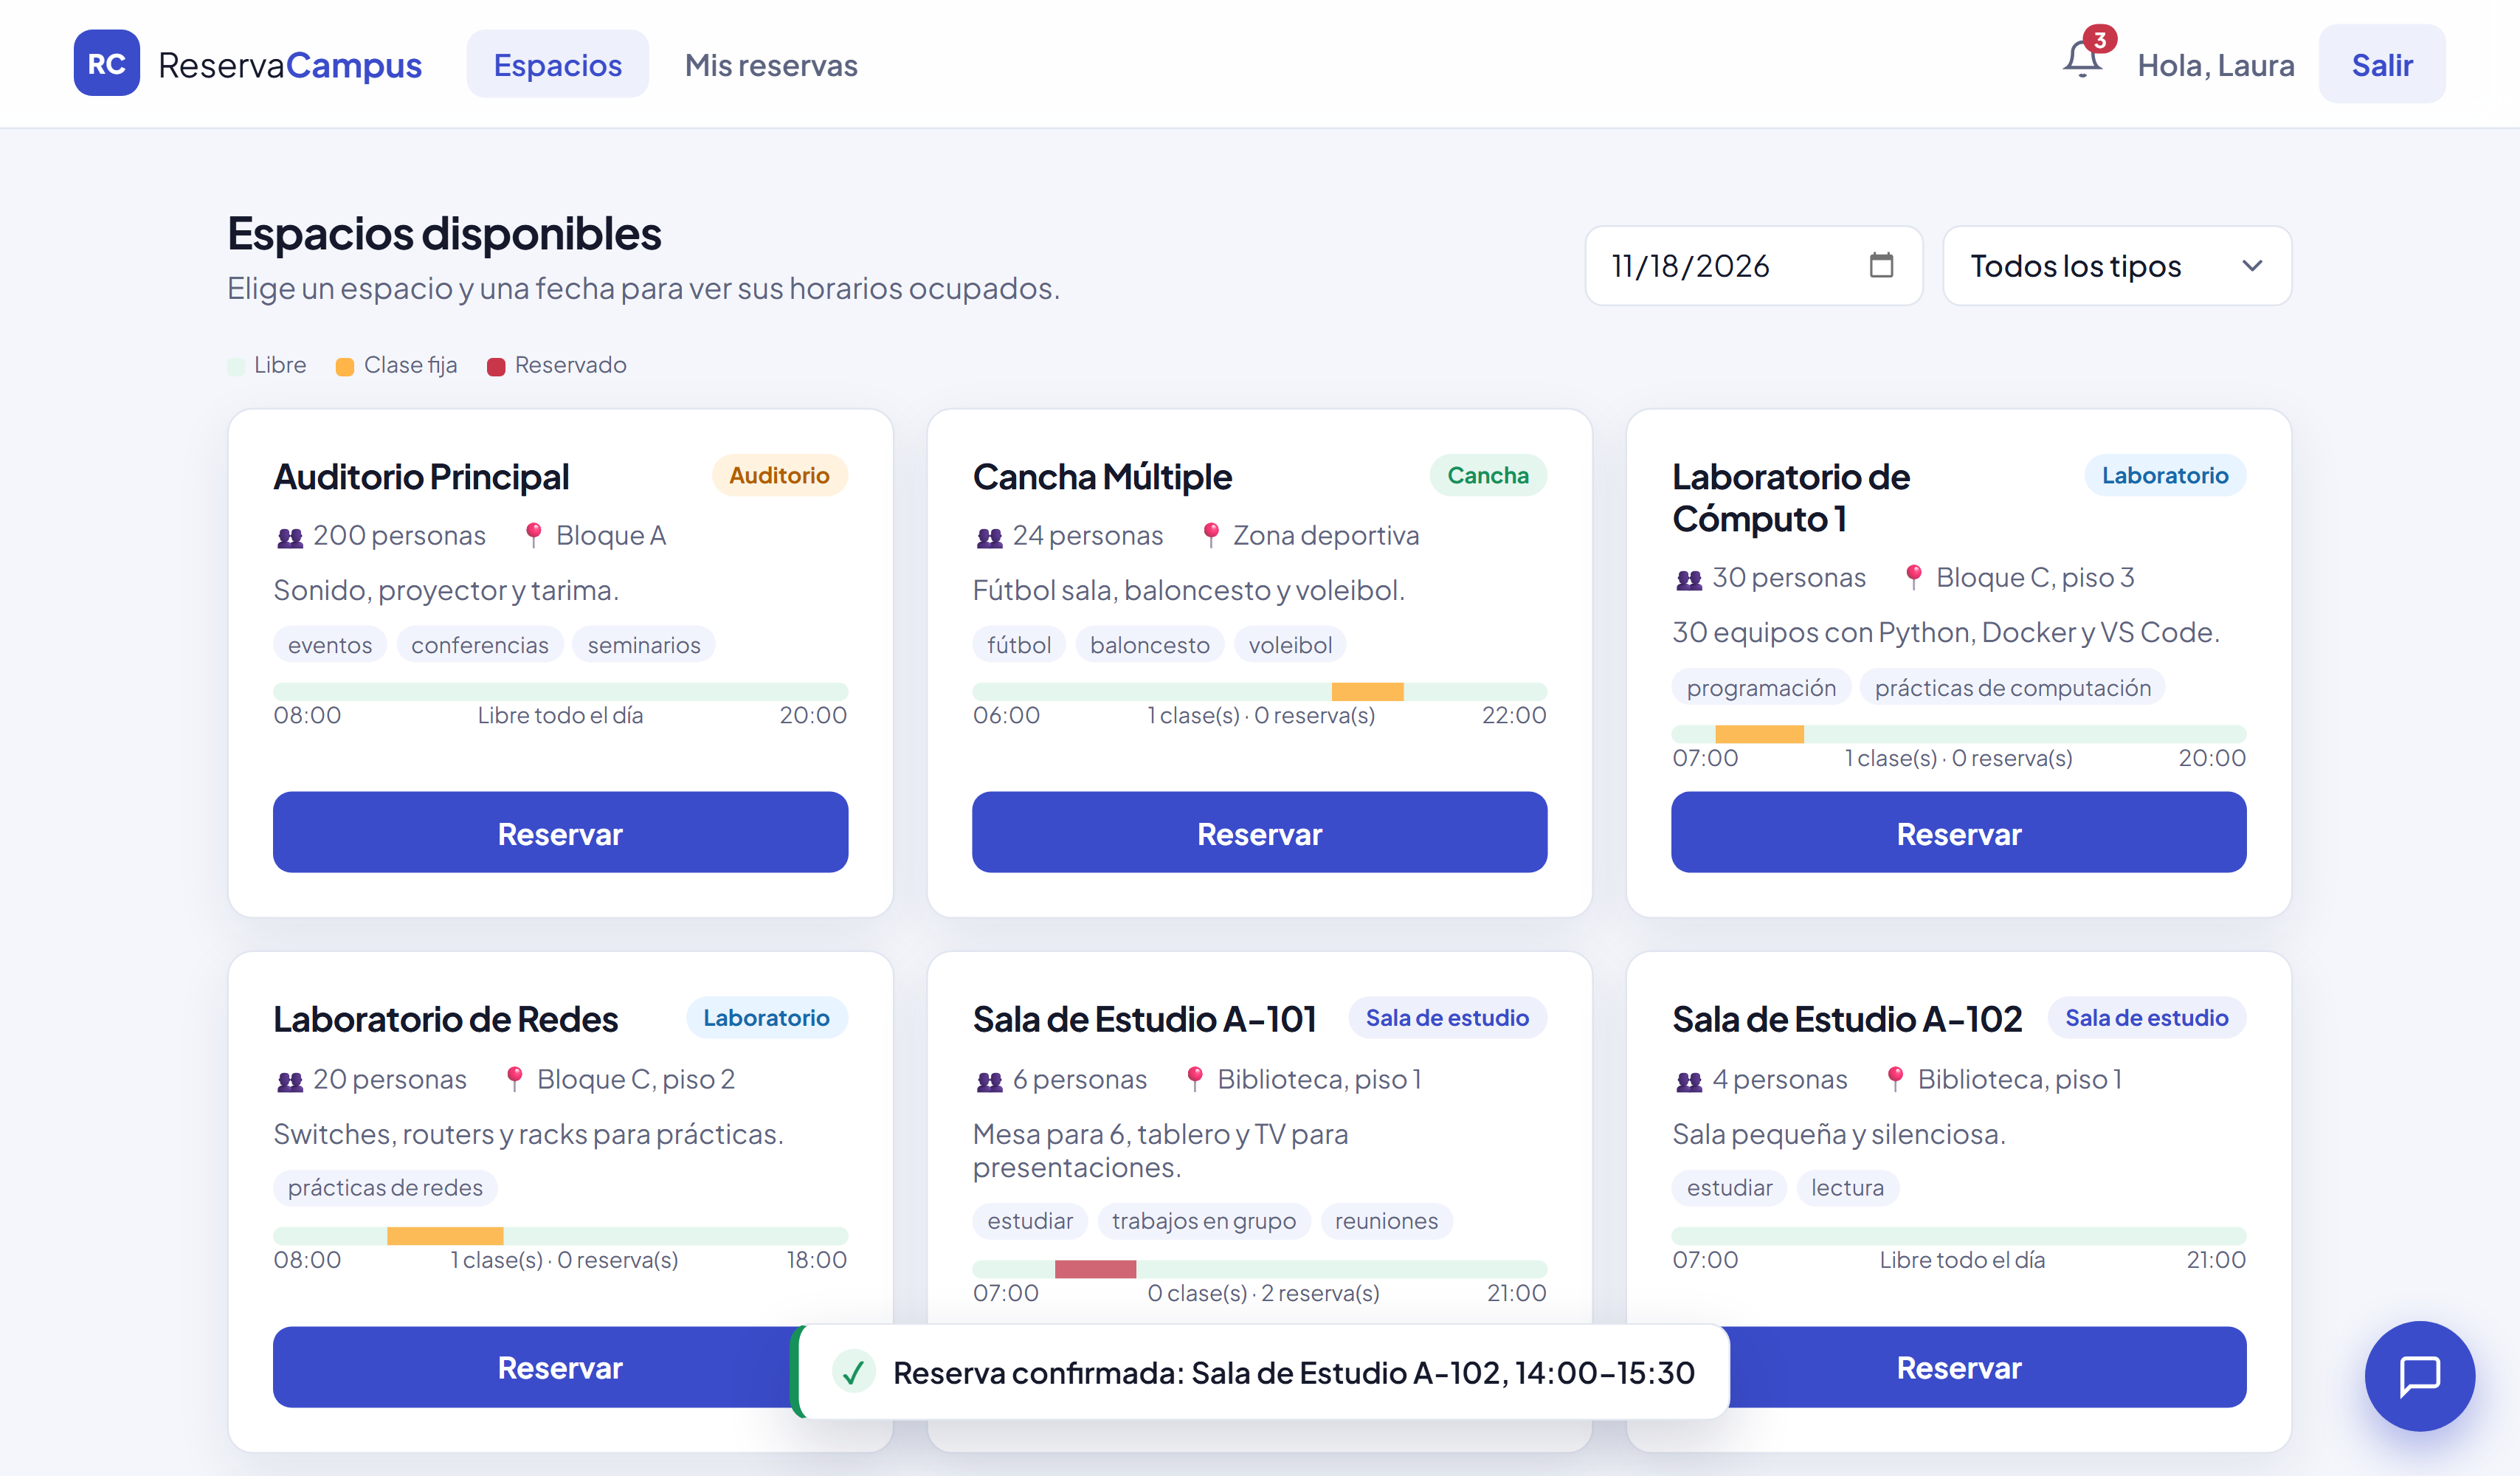 RC ReservaCampus Espacios Mis reservas 3 Hola, Laura Salir
Espacios disponibles
Elige un espacio y una fecha para ver sus horarios ocupados.
11/18/2026 Todos los tipos
Libre Clase fija Reservado
Auditorio Principal Auditorio
200 personas Bloque A
Sonido, proyector y tarima.
eventos conferencias seminarios
08:00 Libre todo el día 20:00
Reservar
Cancha Múltiple Cancha
24 personas Zona deportiva
Fútbol sala, baloncesto y voleibol.
fútbol baloncesto voleibol
06:00 1 clase(s) · 0 reserva(s) 22:00
Reservar
Laboratorio de Laboratorio
Cómputo 1
30 personas Bloque C, piso 3
30 equipos con Python, Docker y VS Code.
programación prácticas de computación
07:00 1 clase(s) · 0 reserva(s) 20:00
Reservar
Laboratorio de Redes Laboratorio
20 personas Bloque C, piso 2
Switches, routers y racks para prácticas.
prácticas de redes
08:00 1 clase(s) · 0 reserva(s) 18:00
Reservar
Sala de Estudio A-101 Sala de estudio
6 personas Biblioteca, piso 1
Mesa para 6, tablero y TV para
presentaciones.
estudiar trabajos en grupo reuniones
07:00 0 clase(s) · 2 reserva(s) 21:00
Sala de Estudio A-102 Sala de estudio
4 personas Biblioteca, piso 1
Sala pequeña y silenciosa.
estudiar lectura
07:00 Libre todo el día 21:00
Reservar
✓ Reserva confirmada: Sala de Estudio A-102, 14:00–15:30